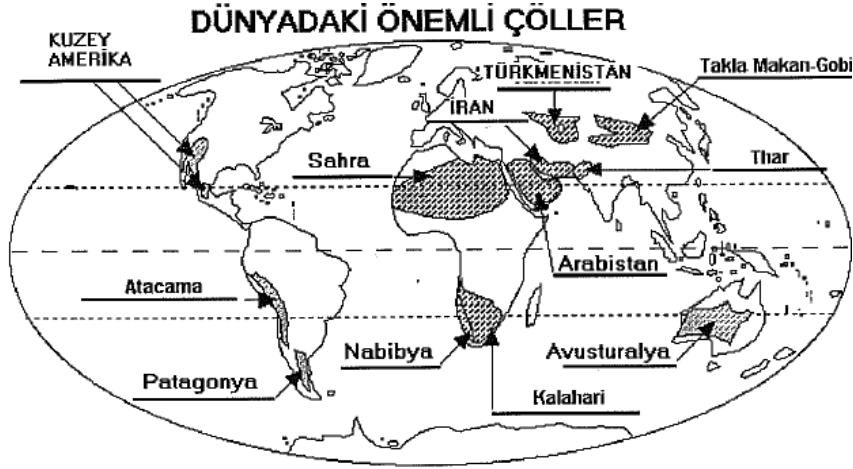 DÜNYADAKİ ÖNEMLİ ÇÖLLER
KUZEY
AMERİKA
TÜRKMENİSTAN
Takla Makan-Gobi
İRAN
Sahra
Thar
Arabistan
Atacama
Nabibya
Avusturalya
Patagonya
Kalahari